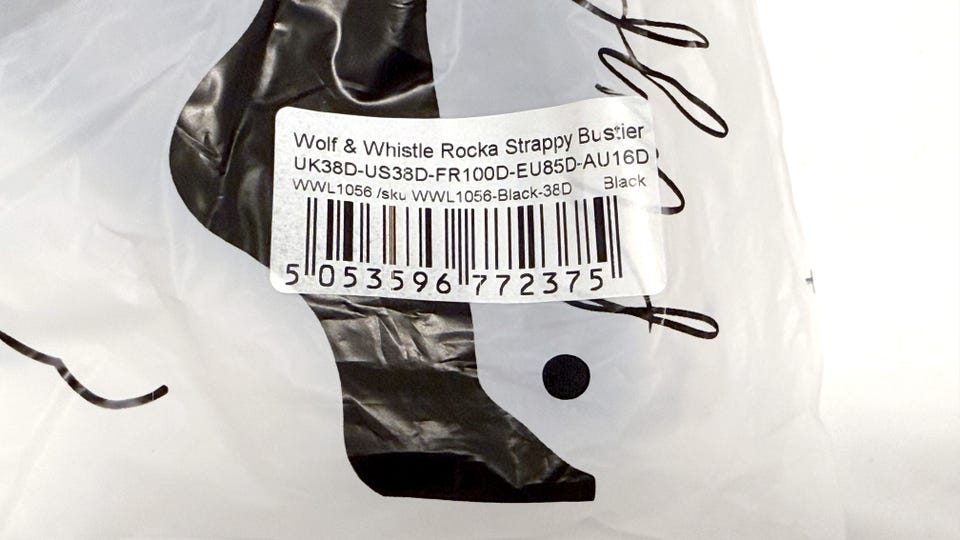 Wolf & Whistle Rocka Strappy Bustier
UK38D-US38D-FR100D-EU85D-AU16D
WWL1056 /sku WWL1056-Black-38D Black
5 053596 772375